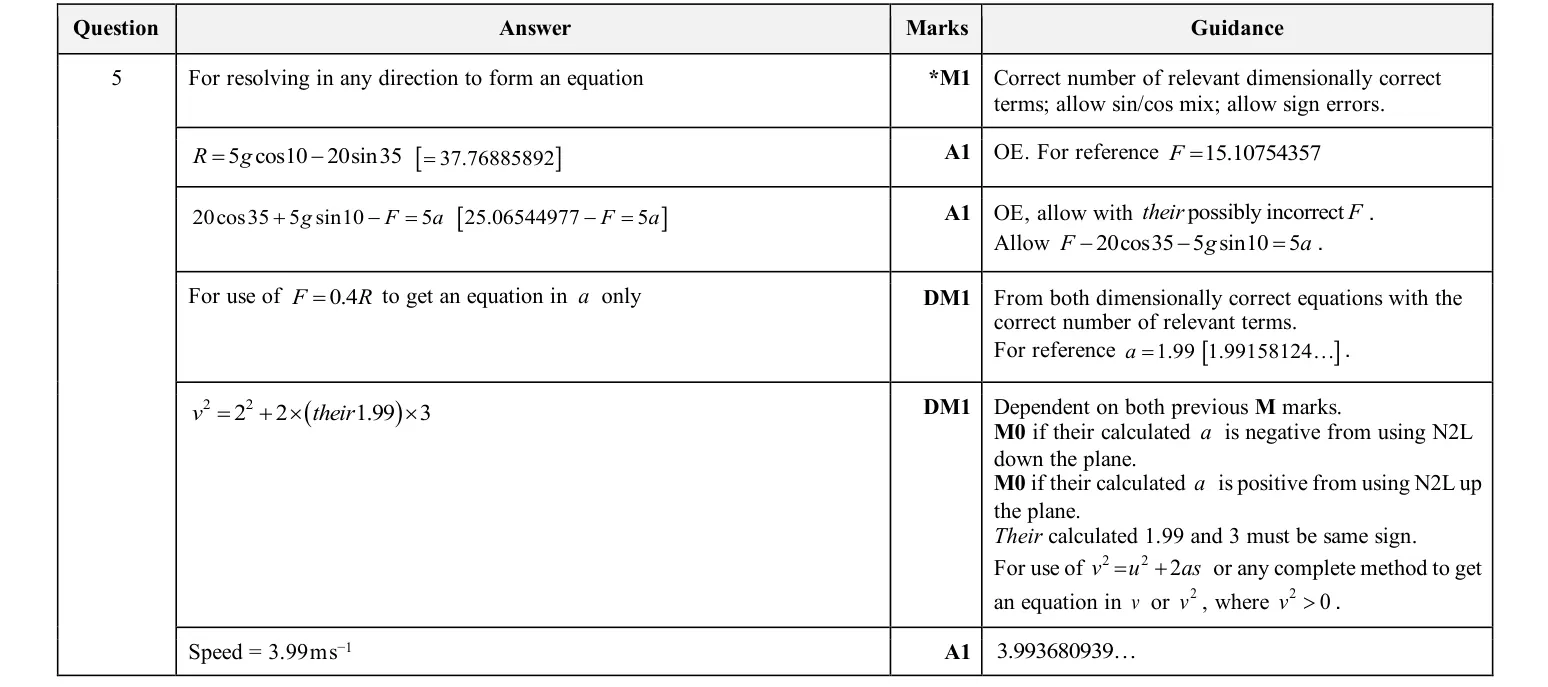 Question Answer Marks Guidance
5 For resolving in any direction to form an equation *M1 Correct number of relevant dimensionally correct
terms; allow sin/cos mix; allow sign errors.
R = 5g cos10 − 20sin35 [= 37.76885892] A1 OE. For reference F = 15.10754357
20cos35 + 5g sin10 − F = 5a [25.06544977 − F = 5a] A1 OE, allow with their possibly incorrect F .
Allow F − 20cos35 − 5g sin10 = 5a .
For use of F = 0.4R to get an equation in a only DM1 From both dimensionally correct equations with the
correct number of relevant terms.
For reference a = 1.99 [1.99158124…] .
v² = 2² + 2×(their1.99)×3 DM1 Dependent on both previous M marks.
M0 if their calculated a is negative from using N2L
down the plane.
M0 if their calculated a is positive from using N2L up
the plane.
Their calculated 1.99 and 3 must be same sign.
For use of v² = u² + 2as or any complete method to get
an equation in v or v² , where v² > 0 .
Speed = 3.99 m s⁻¹ A1 3.993680939…